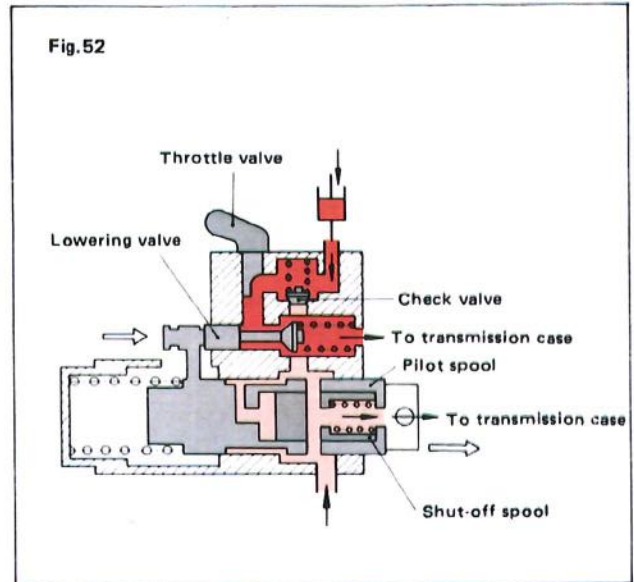 Fig.52
Throttle valve
Lowering valve
Check valve
To transmission case
Pilot spool
To transmission case
Shut-off spool